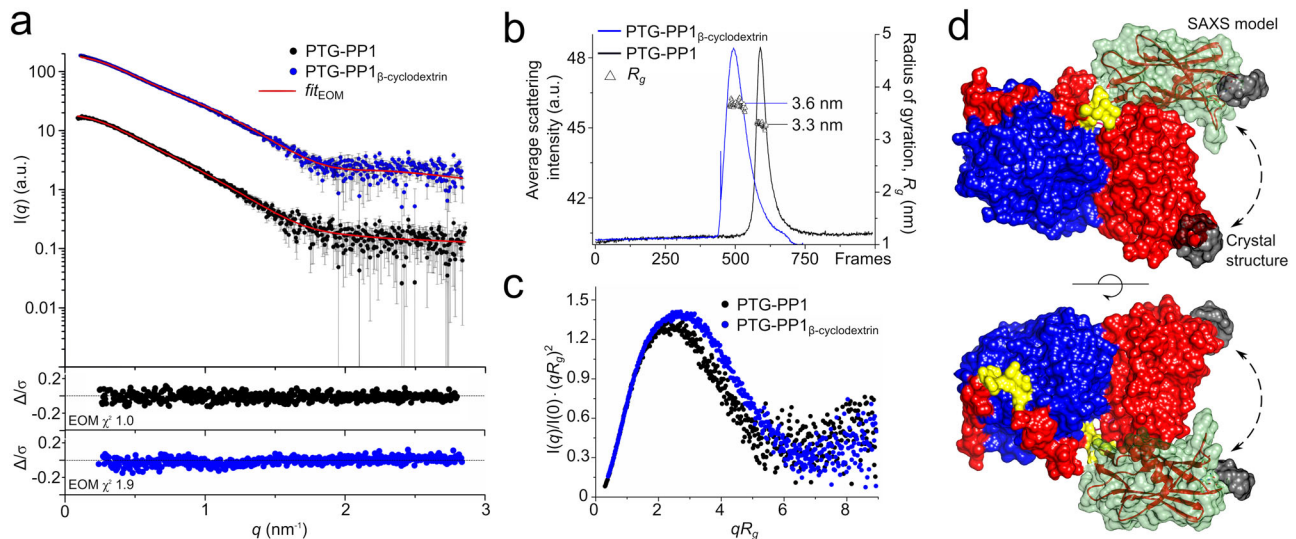 a
I(q) (a.u.)
100
10
1
0.1
0.01
PTG-PP1
PTG-PP1β-cyclodextrin
fitEOM
Δ/σ
0.2
-0.2
EOM χ² 1.0
Δ/σ
0.2
-0.2
EOM χ² 1.9
0 1 2 3
q (nm⁻¹)
b
PTG-PP1β-cyclodextrin
PTG-PP1
Rg
Average scattering
intensity (a.u.)
48
45
42
3.6 nm
3.3 nm
5
4
3
2
1
Radius of gyration, Rg (nm)
0 250 500 750 Frames
c
PTG-PP1
PTG-PP1β-cyclodextrin
I(q)/I(0) · (qRg)²
1.5
1.2
0.9
0.6
0.3
0 2 4 6 8
qRg
d
SAXS model
Crystal
structure